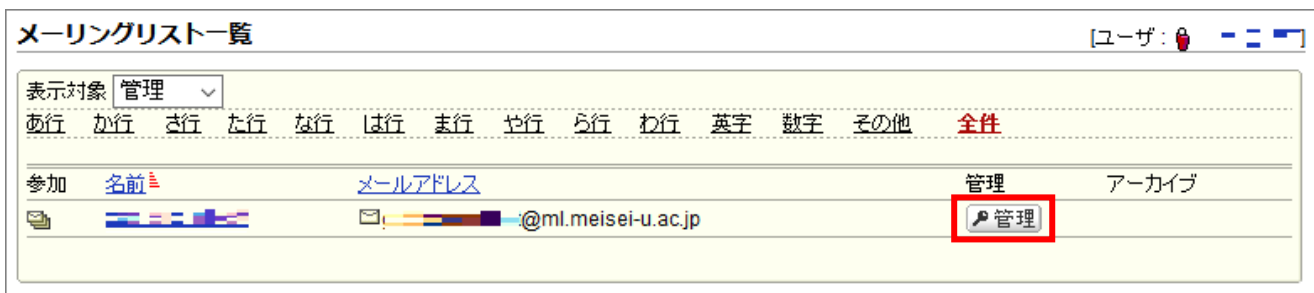 メーリングリスト一覧 [ユーザ: ]
表示対象 管理
あ行 か行 さ行 た行 な行 は行 ま行 や行 ら行 わ行 英字 数字 その他 全件
参加 名前 メールアドレス 管理 アーカイブ
@ml.meisei-u.ac.jp 管理